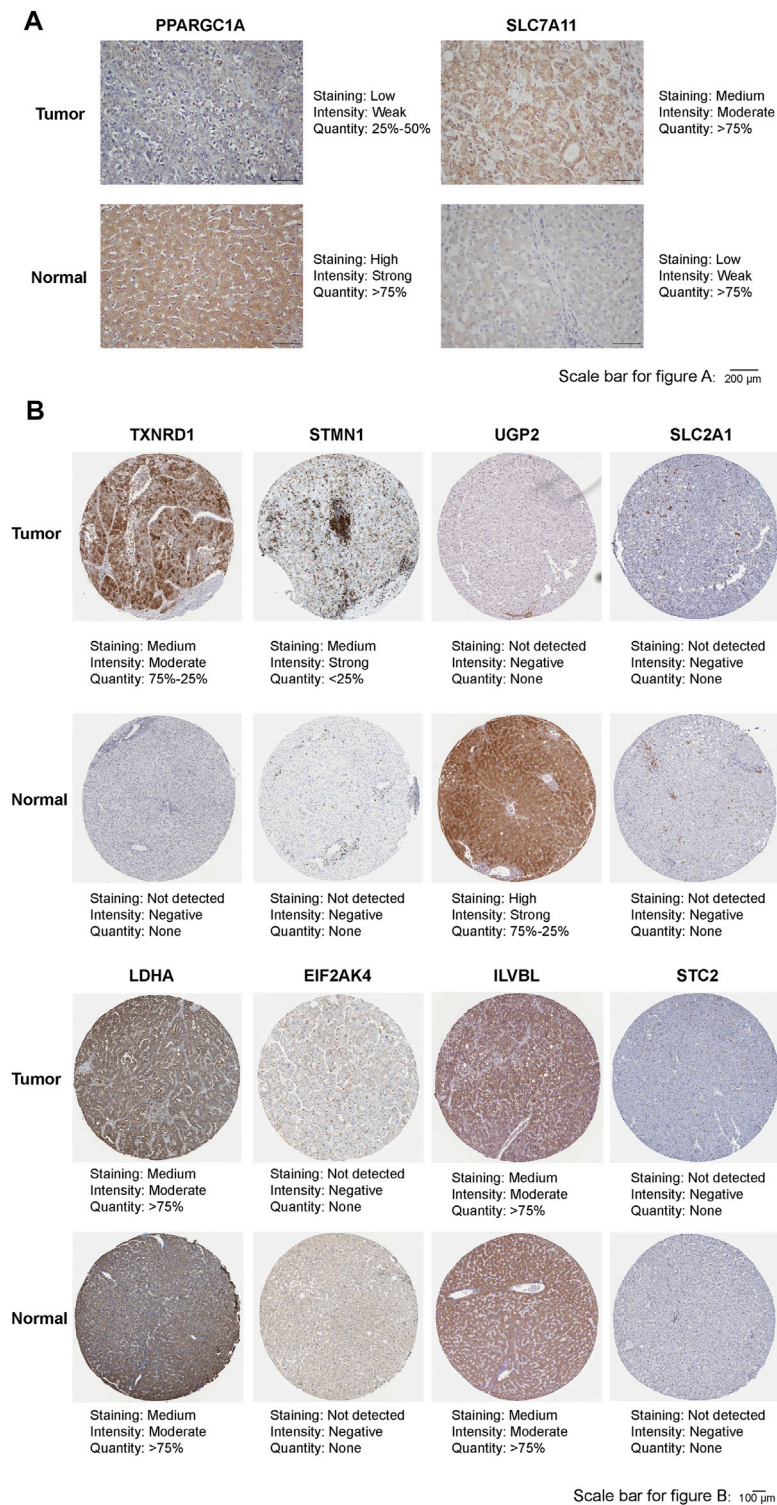 A
PPARGC1A
SLC7A11
Tumor
Staining: Low
Intensity: Weak
Quantity: 25%-50%
Staining: Medium
Intensity: Moderate
Quantity: >75%
Normal
Staining: High
Intensity: Strong
Quantity: >75%
Staining: Low
Intensity: Weak
Quantity: >75%
Scale bar for figure A: 200 µm
B
TXNRD1
STMN1
UGP2
SLC2A1
Tumor
Staining: Medium
Intensity: Moderate
Quantity: 75%-25%
Staining: Medium
Intensity: Strong
Quantity: <25%
Staining: Not detected
Intensity: Negative
Quantity: None
Staining: Not detected
Intensity: Negative
Quantity: None
Normal
Staining: Not detected
Intensity: Negative
Quantity: None
Staining: Not detected
Intensity: Negative
Quantity: None
Staining: High
Intensity: Strong
Quantity: 75%-25%
Staining: Not detected
Intensity: Negative
Quantity: None
LDHA
EIF2AK4
ILVBL
STC2
Tumor
Staining: Medium
Intensity: Moderate
Quantity: >75%
Staining: Not detected
Intensity: Negative
Quantity: None
Staining: Medium
Intensity: Moderate
Quantity: >75%
Staining: Not detected
Intensity: Negative
Quantity: None
Normal
Staining: Medium
Intensity: Moderate
Quantity: >75%
Staining: Not detected
Intensity: Negative
Quantity: None
Staining: Medium
Intensity: Moderate
Quantity: >75%
Staining: Not detected
Intensity: Negative
Quantity: None
Scale bar for figure B: 100 µm